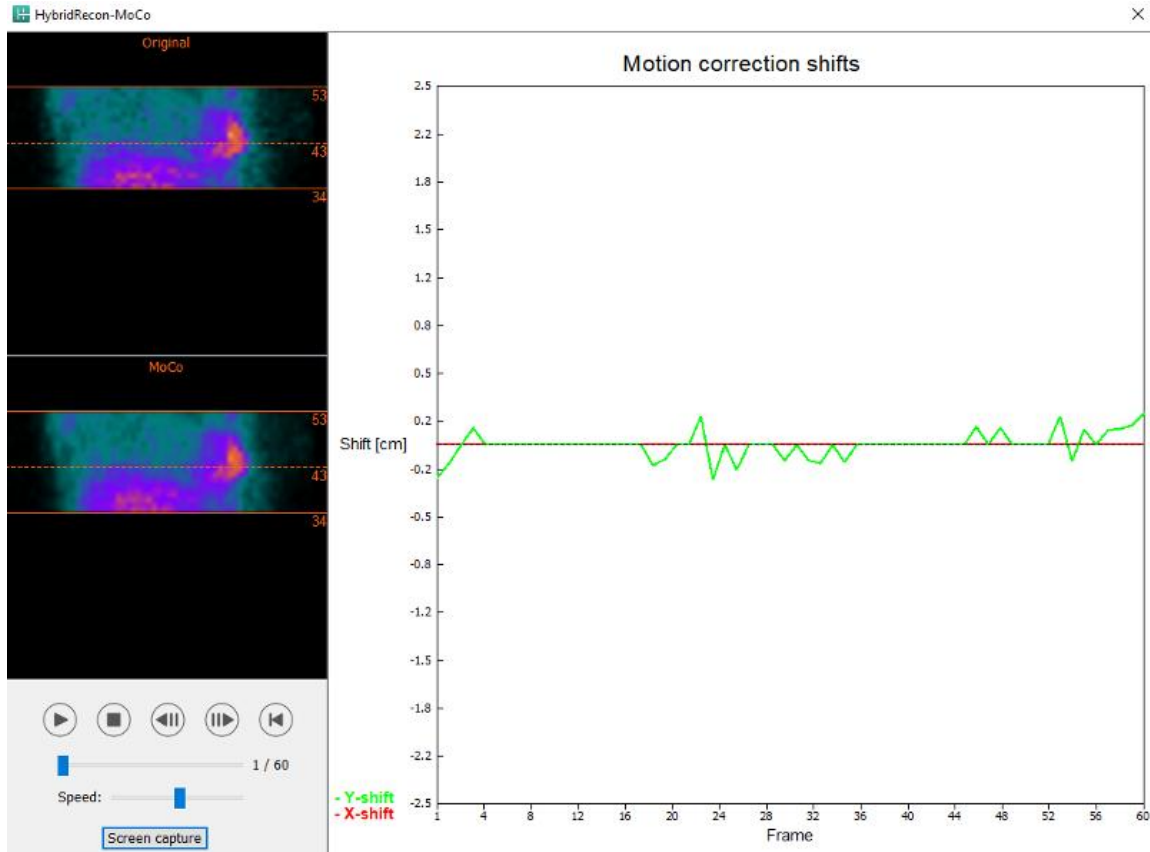 HybridRecon-MoCo
Original
53
43
34
MoCo
53
43
34
1 / 60
Speed:
Screen capture
Motion correction shifts
2.5
2.2
1.8
1.5
1.2
0.8
0.5
0.2
Shift [cm]
-0.2
-0.5
-0.8
-1.2
-1.5
-1.8
-2.2
-2.5
- Y-shift
- X-shift
1 4 8 12 16 20 24 28 32 36 40 44 48 52 56 60
Frame